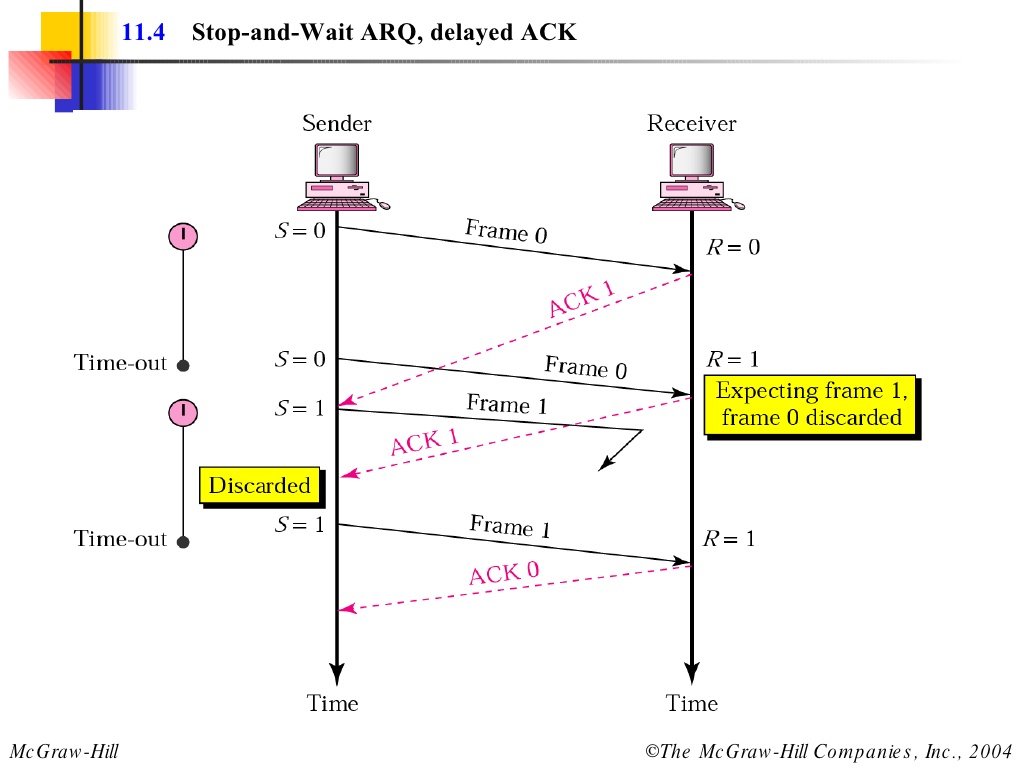 11.4 Stop-and-Wait ARQ, delayed ACK
Sender
Receiver
S = 0
Frame 0
R = 0
ACK 1
Time-out
S = 0
Frame 0
R = 1
Expecting frame 1,
frame 0 discarded
S = 1
Frame 1
ACK 1
Discarded
Time-out
S = 1
Frame 1
R = 1
ACK 0
Time
Time
McGraw-Hill
©The McGraw-Hill Companies, Inc., 2004